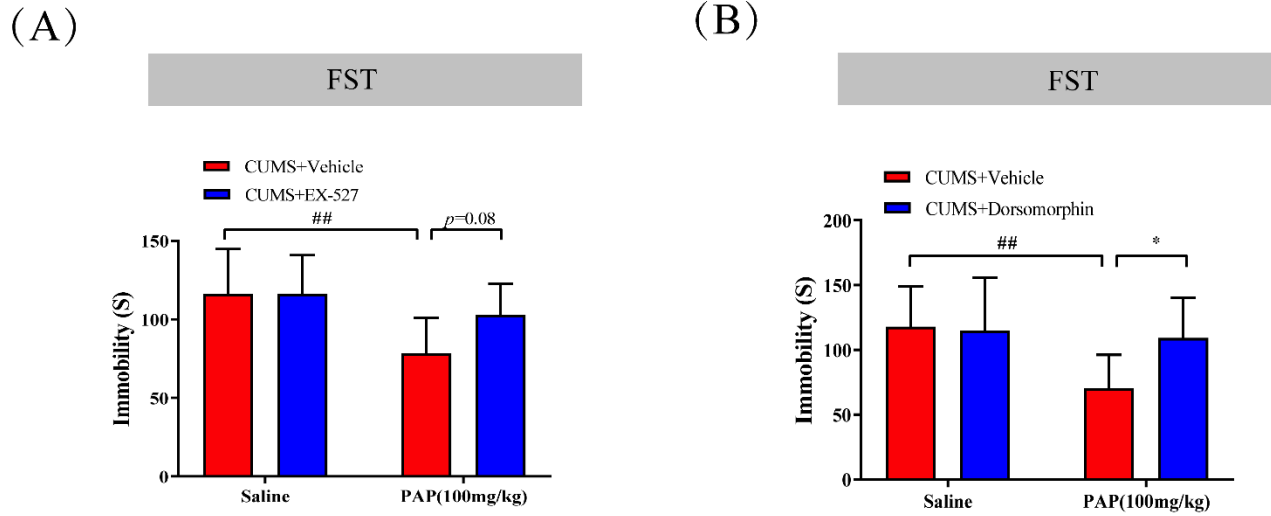 (A)
FST
CUMS+Vehicle
CUMS+EX-527
##
p=0.08
150
100
50
0
Immobility (S)
Saline
PAP(100mg/kg)
(B)
FST
CUMS+Vehicle
CUMS+Dorsomorphin
##
*
200
150
100
50
0
Immobility (S)
Saline
PAP(100mg/kg)